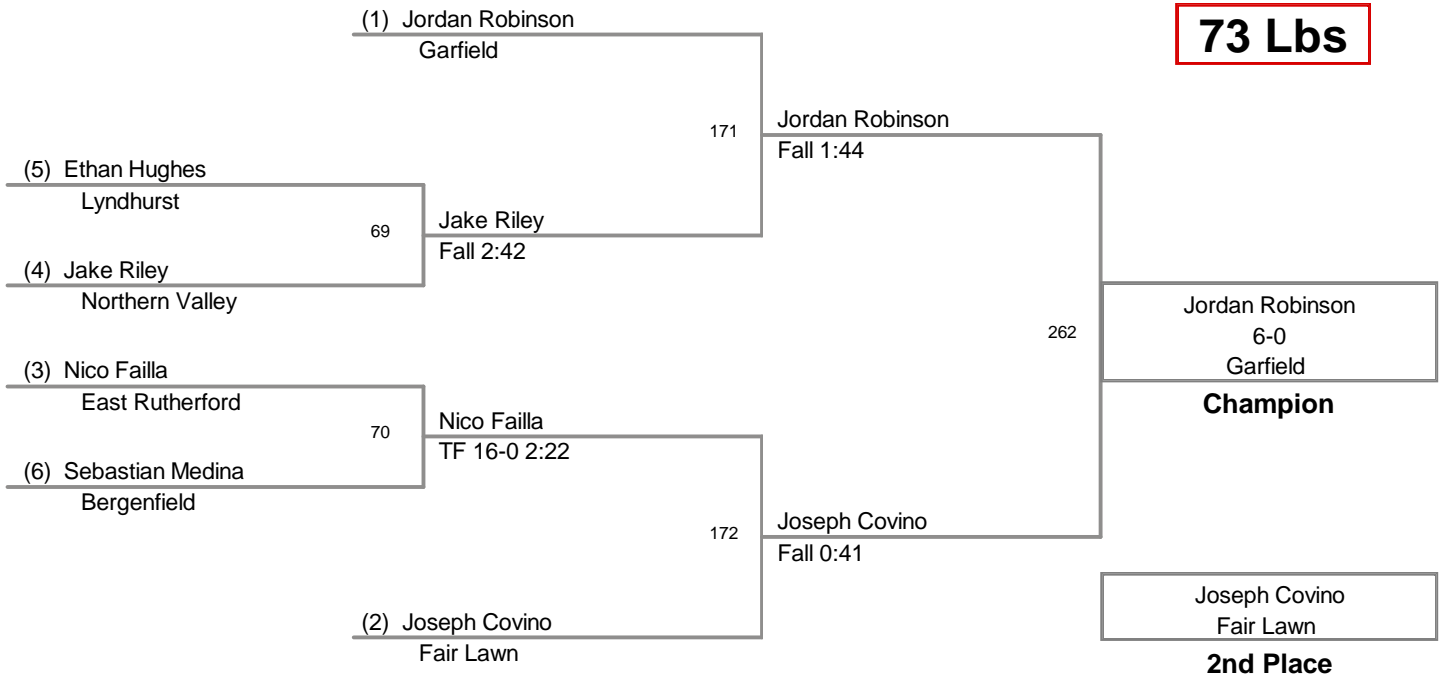 (1) Jordan Robinson
Garfield
73 Lbs
171
Jordan Robinson
Fall 1:44
(5) Ethan Hughes
Lyndhurst
69
Jake Riley
Fall 2:42
(4) Jake Riley
Northern Valley
262
Jordan Robinson
6-0
Garfield
Champion
(3) Nico Failla
East Rutherford
70
Nico Failla
TF 16-0 2:22
(6) Sebastian Medina
Bergenfield
172
Joseph Covino
Fall 0:41
(2) Joseph Covino
Fair Lawn
Joseph Covino
Fair Lawn
2nd Place